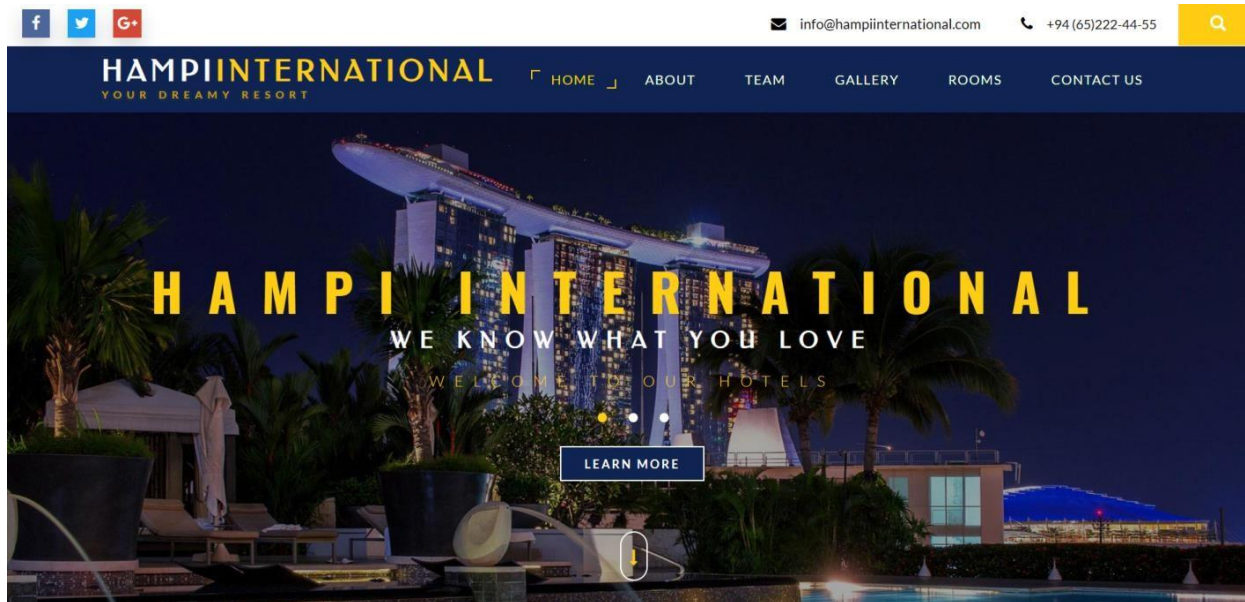 f G+ info@hampiinternational.com +94 (65)222-44-55
HAMPIINTERNATIONAL
YOUR DREAMY RESORT
HOME ABOUT TEAM GALLERY ROOMS CONTACT US
HAMPI INTERNATIONAL
WE KNOW WHAT YOU LOVE
WELCOME TO OUR HOTELS
LEARN MORE